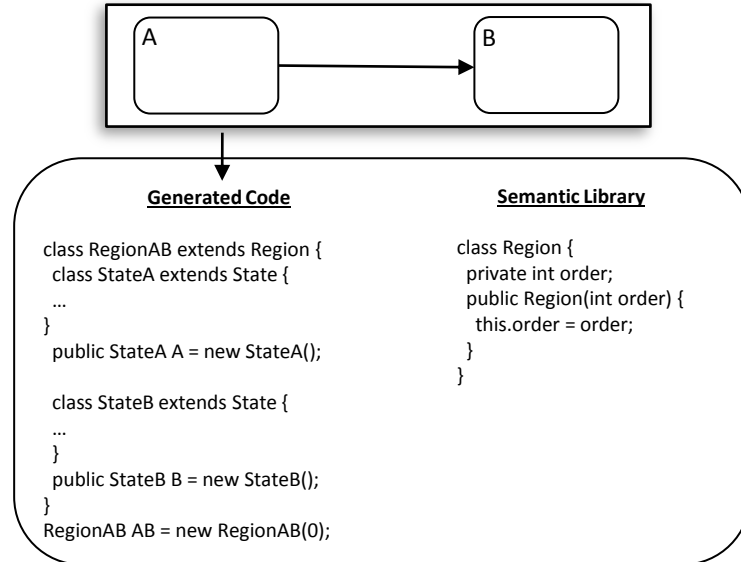 A
B
Generated Code
class RegionAB extends Region {
class StateA extends State {
...
}
public StateA A = new StateA();
class StateB extends State {
...
}
public StateB B = new StateB();
}
RegionAB AB = new RegionAB(0);
Semantic Library
class Region {
private int order;
public Region(int order) {
this.order = order;
}
}